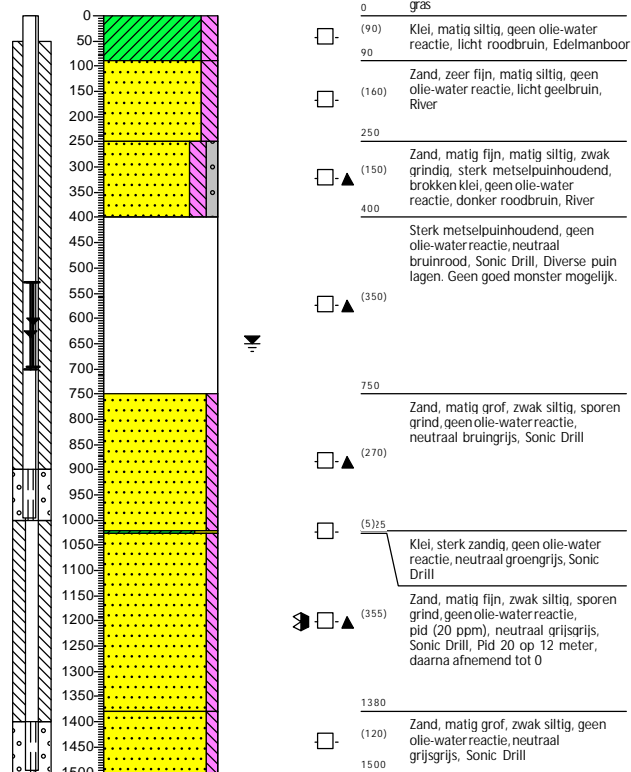 0
50
100
150
200
250
300
350
400
450
500
550
600
650
700
750
800
850
900
950
1000
1050
1100
1150
1200
1250
1300
1350
1400
1450
1500
0
gras
(90)
Klei, matig siltig, geen olie-water
reactie, licht roodbruin, Edelmanboor
90
Zand, zeer fijn, matig siltig, geen
olie-water reactie, licht geelbruin,
River
(160)
250
Zand, matig fijn, matig siltig, zwak
grindig, sterk metselpuinhoudend,
brokken klei, geen olie-water
reactie, donker roodbruin, River
(150)
400
Sterk metselpuinhoudend, geen
olie-water reactie, neutraal
bruinrood, Sonic Drill, Diverse puin
lagen. Geen goed monster mogelijk.
(350)
750
Zand, matig grof, zwak siltig, sporen
grind, geen olie-water reactie,
neutraal bruingrijs, Sonic Drill
(270)
(5)25
Klei, sterk zandig, geen olie-water
reactie, neutraal groengrijs, Sonic
Drill
Zand, matig fijn, zwak siltig, sporen
grind, geen olie-water reactie,
pid (20 ppm), neutraal grijsgrijs,
Sonic Drill, Pid 20 op 12 meter,
daarna afnemend tot 0
(355)
1380
Zand, matig grof, zwak siltig, geen
olie-water reactie, neutraal
grijsgrijs, Sonic Drill
(120)
1500